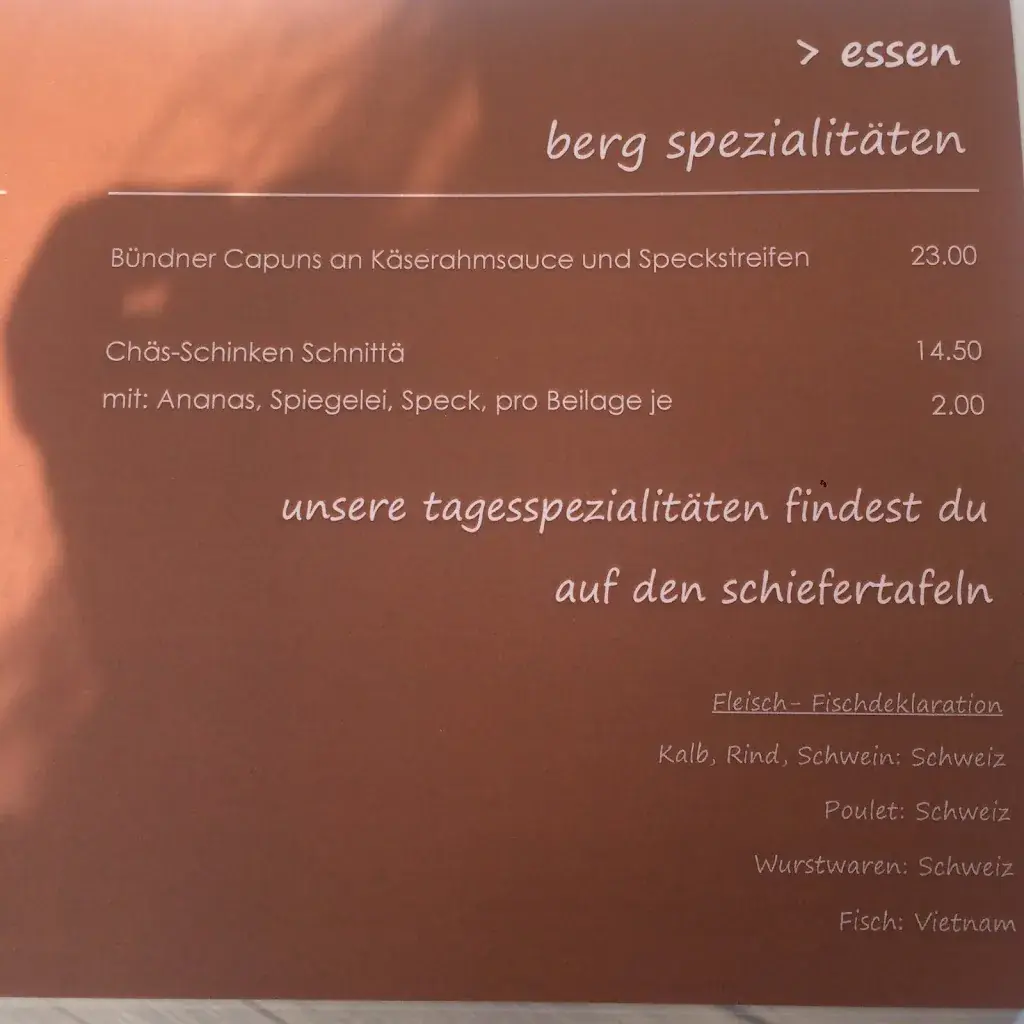 > essen
berg spezialitäten
Bündner Capuns an Käserahmsauce und Speckstreifen 23.00
Chäs-Schinken Schnittä 14.50
mit: Ananas, Spiegelei, Speck, pro Beilage je 2.00
unsere tagesspezialitäten findest du
auf den schiefertafeln
Fleisch- Fischdeklaration
Kalb, Rind, Schwein: Schweiz
Poulet: Schweiz
Wurstwaren: Schweiz
Fisch: Vietnam